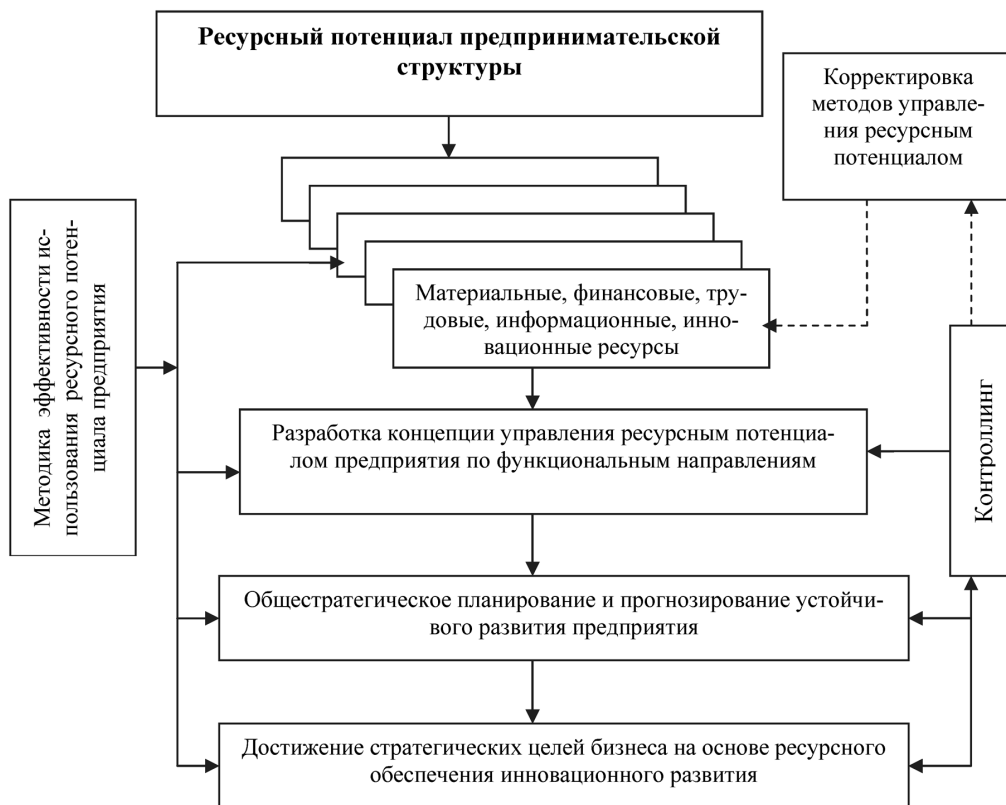 Ресурсный потенциал предпринимательской
структуры
Корректировка
методов управле-
ния ресурсным
потенциалом
Методика эффективности ис-
пользования ресурсного потен-
циала предприятия
Материальные, финансовые, тру-
довые, информационные, инно-
вационные ресурсы
Разработка концепции управления ресурсным потенциа-
лом предприятия по функциональным направлениям
Контроллинг
Общестратегическое планирование и прогнозирование устойчи-
вого развития предприятия
Достижение стратегических целей бизнеса на основе ресурсного
обеспечения инновационного развития